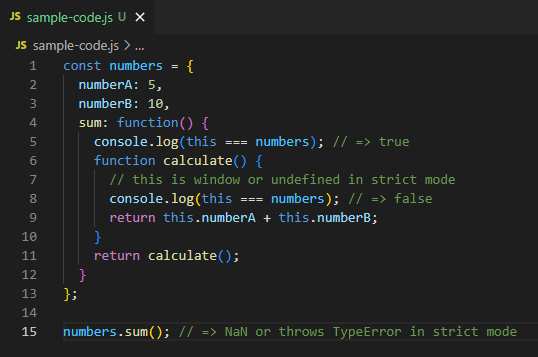 JS sample-code.js U ×
JS sample-code.js > ...
1 const numbers = {
2   numberA: 5,
3   numberB: 10,
4   sum: function() {
5     console.log(this === numbers); // => true
6     function calculate() {
7       // this is window or undefined in strict mode
8       console.log(this === numbers); // => false
9       return this.numberA + this.numberB;
10     }
11     return calculate();
12   }
13 };
14
15 numbers.sum(); // => NaN or throws TypeError in strict mode